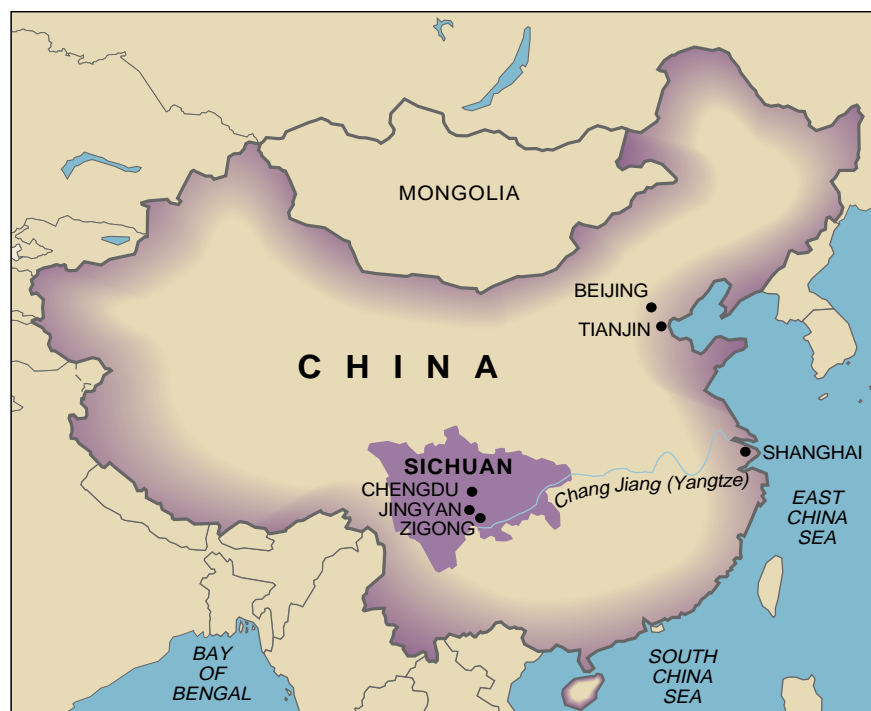 MONGOLIA
BEIJING
TIANJIN
CHINA
SICHUAN
CHENGDU
JINGYAN
ZIGONG
Chang Jiang (Yangtze)
SHANGHAI
EAST
CHINA
SEA
BAY
OF
BENGAL
SOUTH
CHINA
SEA